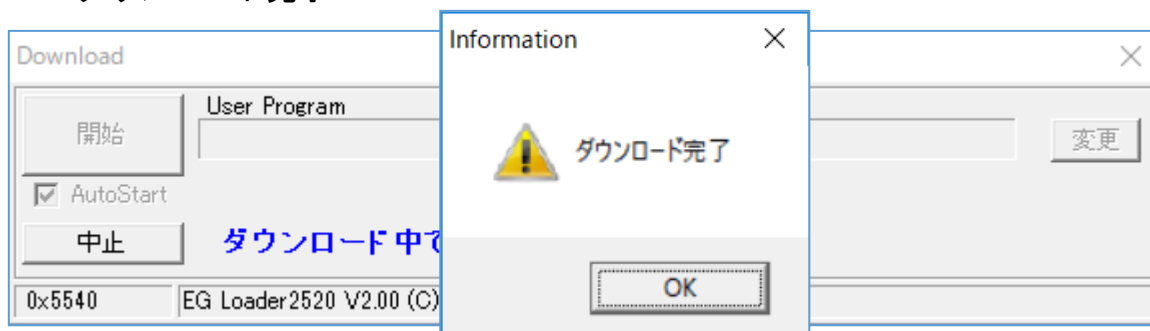 Download
Information
User Program
開始
変更
ダウンロード完了
AutoStart
中止
ダウンロード中で
OK
0x5540
EG Loader2520 V2.00 (C)